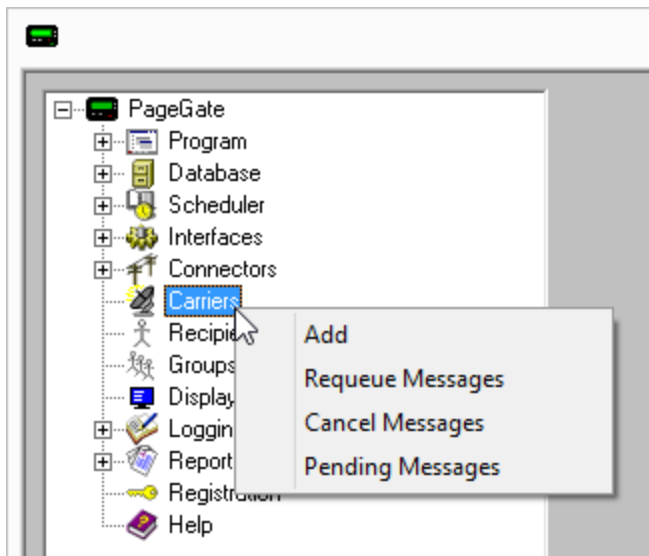 PageGate
Program
Database
Scheduler
Interfaces
Connectors
Carriers
Recipie
Add
Groups
Requeue Messages
Display
Cancel Messages
Loggin
Report
Pending Messages
Registration
Help